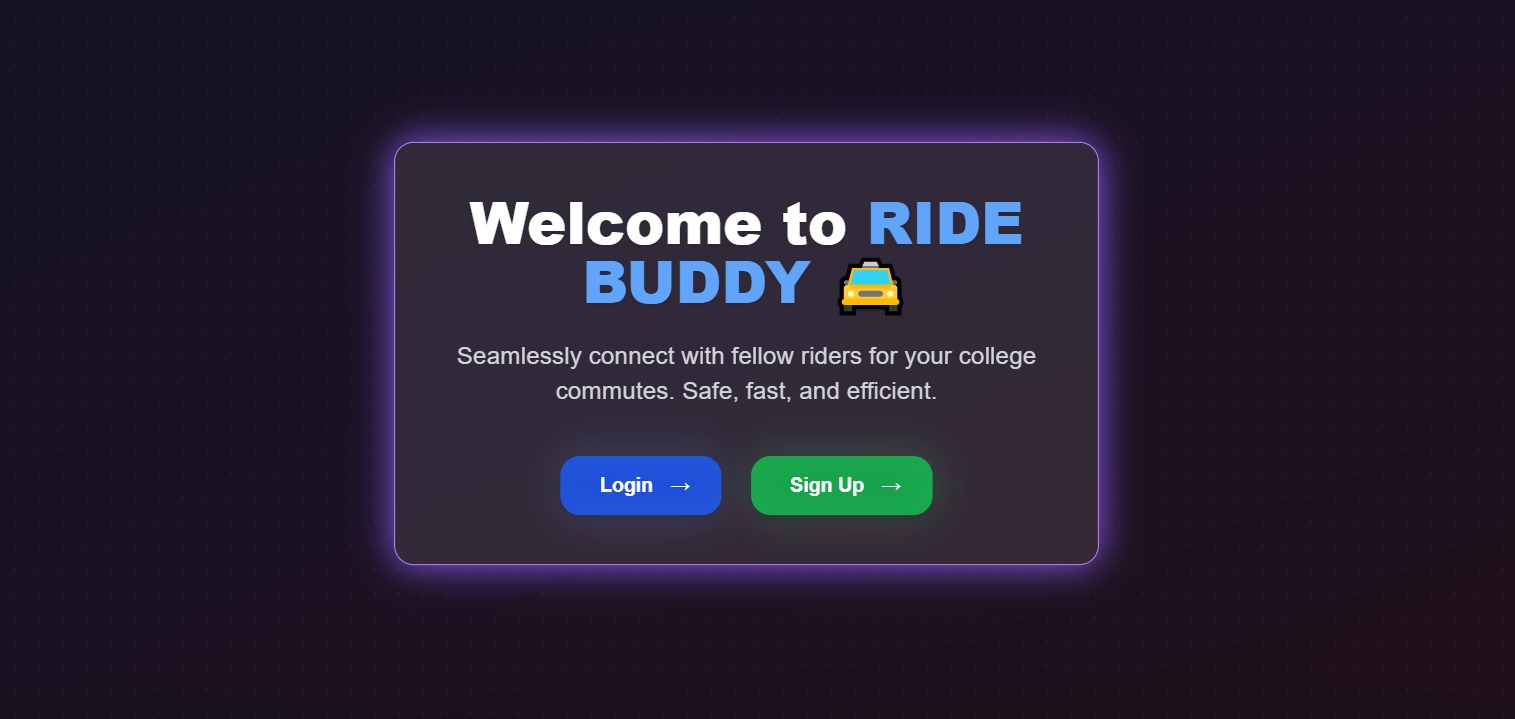 Welcome to RIDE
BUDDY 🚖
Seamlessly connect with fellow riders for your college
commutes. Safe, fast, and efficient.
Login →
Sign Up →